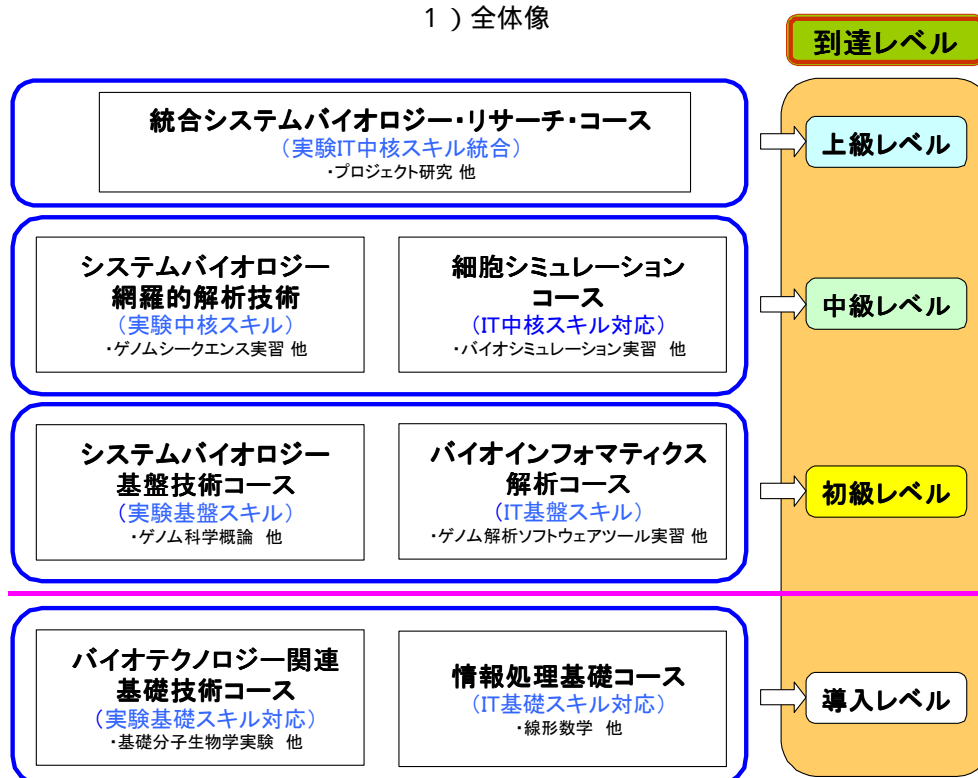 1）全体像
到達レベル
統合システムバイオロジー・リサーチ・コース
（実験IT中核スキル統合）
・プロジェクト研究 他
上級レベル
システムバイオロジー
網羅的解析技術
（実験中核スキル）
・ゲノムシークエンス実習 他
細胞シミュレーション
コース
（IT中核スキル対応）
・バイオシミュレーション実習 他
中級レベル
システムバイオロジー
基盤技術コース
（実験基盤スキル）
・ゲノム科学概論 他
バイオインフォマティクス
解析コース
（IT基盤スキル）
・ゲノム解析ソフトウェアツール実習 他
初級レベル
バイオテクノロジー関連
基礎技術コース
（実験基礎スキル対応）
・基礎分子生物学実験 他
情報処理基礎コース
（IT基礎スキル対応）
・線形数学 他
導入レベル